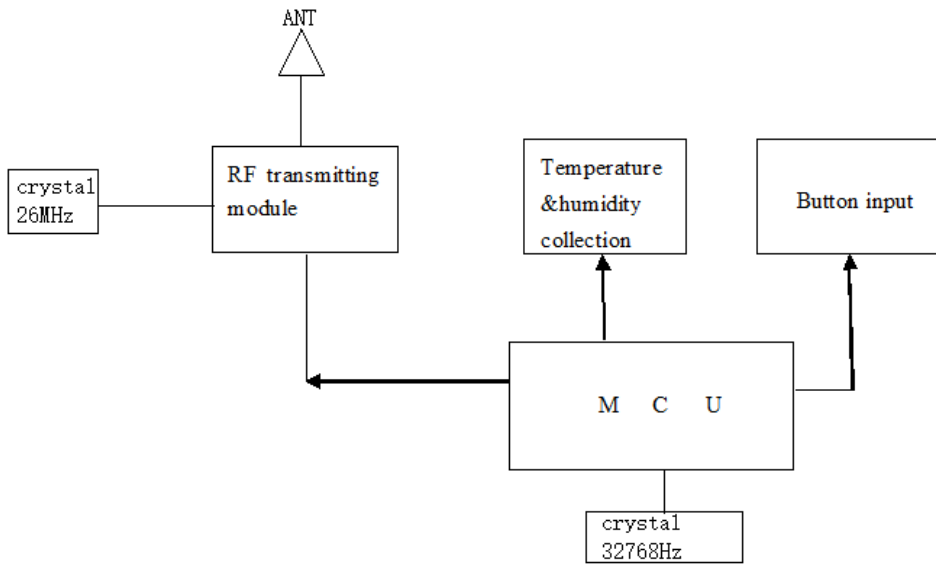 ANT
RF transmitting
module
crystal
26MHz
Temperature
&humidity
collection
Button input
M C U
crystal
32768Hz